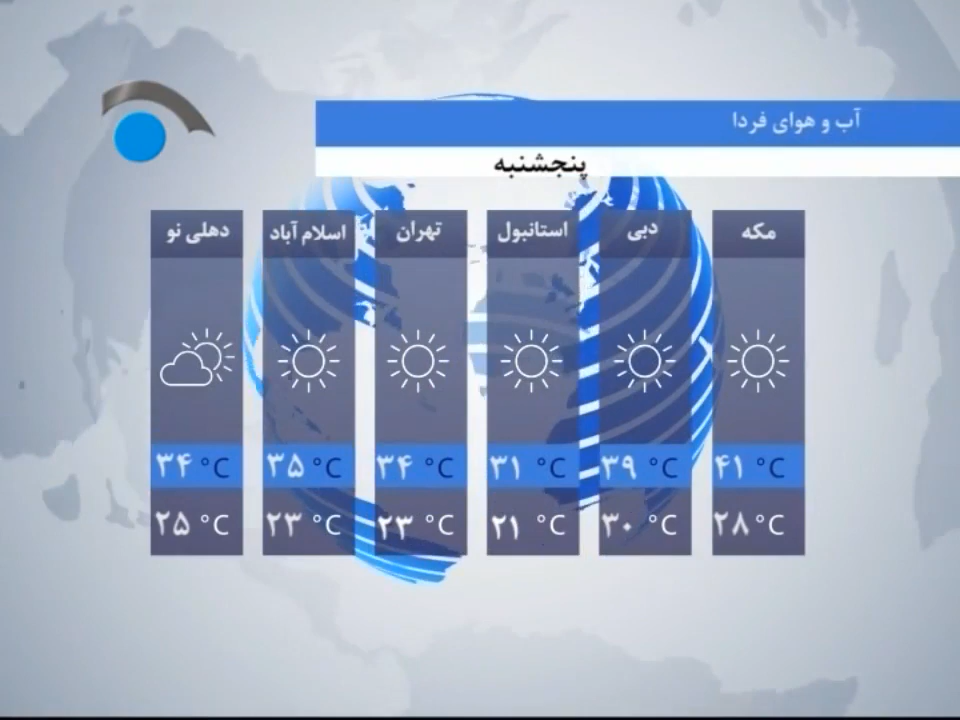 آب و هوای فردا
پنجشنبه
مکه دبی استانبول تهران اسلام آباد دهلی نو
۴۱ °C ۳۹ °C ۳۱ °C ۳۴ °C ۳۵ °C ۳۴ °C
۲۸ °C ۳۰ °C ۲۱ °C ۲۳ °C ۲۳ °C ۲۵ °C